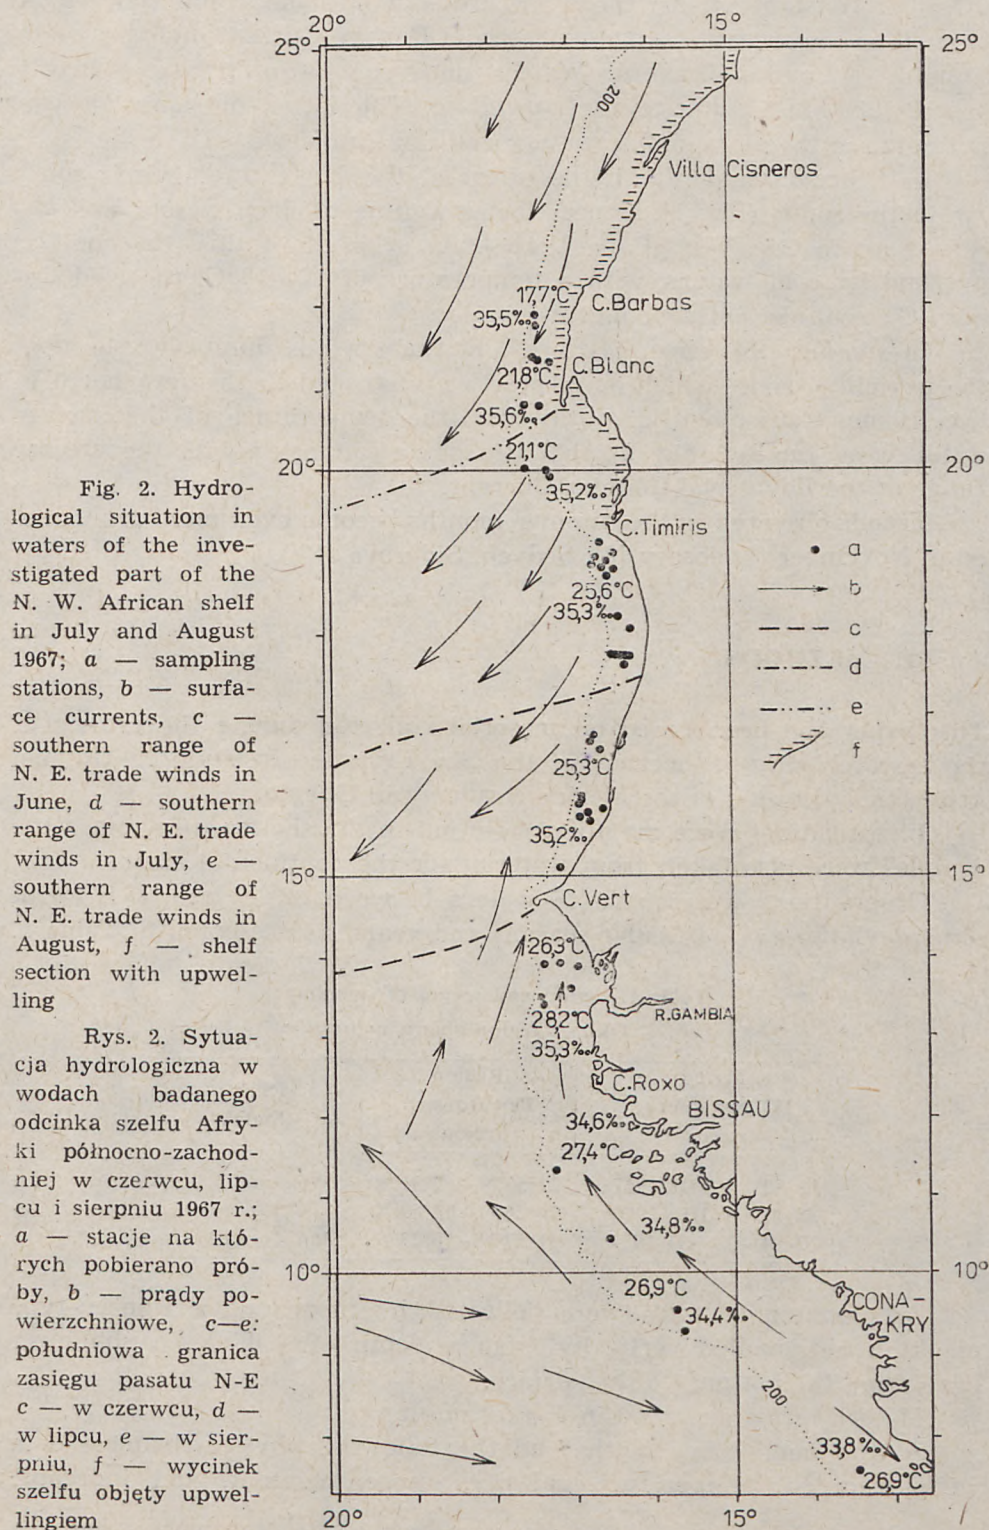 20°
15°
25°
25°
200
Villa Cisneros
17,7°C
C.Barbas
35,5‰
C.Blanc
21,8°C
35,6‰
21,1°C
20°
20°
35,2‰
C.Timiris
a
25,6°C
b
35,3‰
c
d
e
f
25,3°C
35,2‰
15°
15°
C.Vert
26,3°C
R.GAMBIA
28,2°C
35,3‰
C.Roxo
BISSAU
34,6‰
27,4°C
34,8‰
10°
10°
26,9°C
CONA-
34,4‰
KRY
200
33,8‰
26,9°C
20°
15°
Fig. 2. Hydro-
logical situation in
waters of the inve-
stigated part of the
N. W. African shelf
in July and August
1967; a — sampling
stations, b — surfa-
ce currents, c —
southern range of
N. E. trade winds in
June, d — southern
range of N. E. trade
winds in July, e —
southern range of
N. E. trade winds in
August, f — shelf
section with upwel-
ling
Rys. 2. Sytua-
cja hydrologiczna w
wodach badanego
odcinka szelfu Afry-
ki północno-zachod-
niej w czerwcu, lip-
cu i sierpniu 1967 r.;
a — stacje na któ-
rych pobierano pró-
by, b — prądy po-
wierzchniowe, c—e:
południowa granica
zasięgu pasatu N-E
c — w czerwcu, d —
w lipcu, e — w sier-
pniu, f — wycinek
szelfu objęty upwel-
lingiem